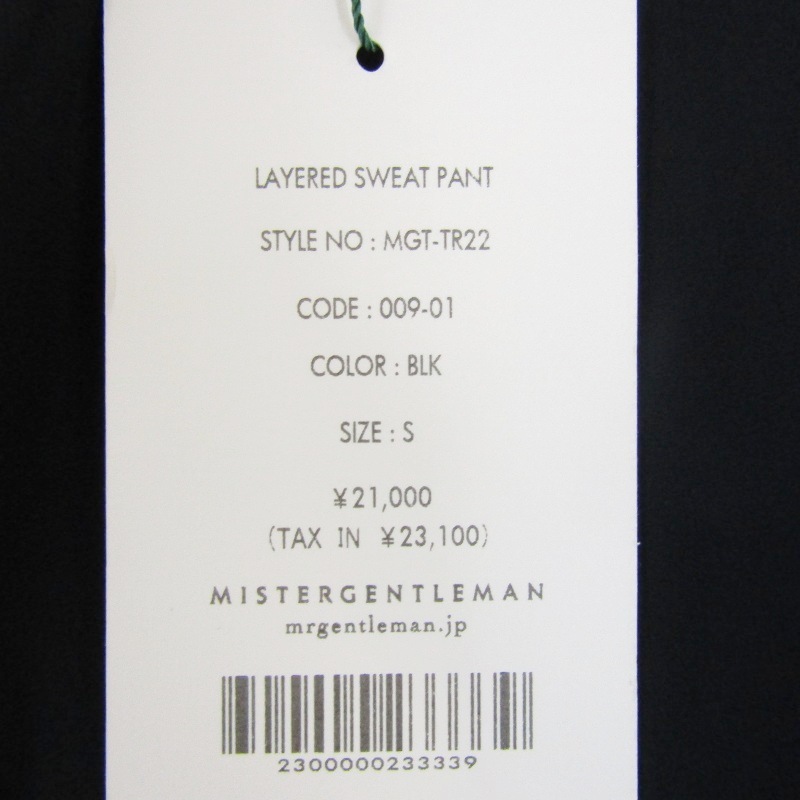 LAYERED SWEAT PANT
STYLE NO : MGT-TR22
CODE : 009-01
COLOR : BLK
SIZE : S
¥21,000
(TAX IN ¥23,100)
MISTERGENTLEMAN
mrgentleman.jp
2300000233339